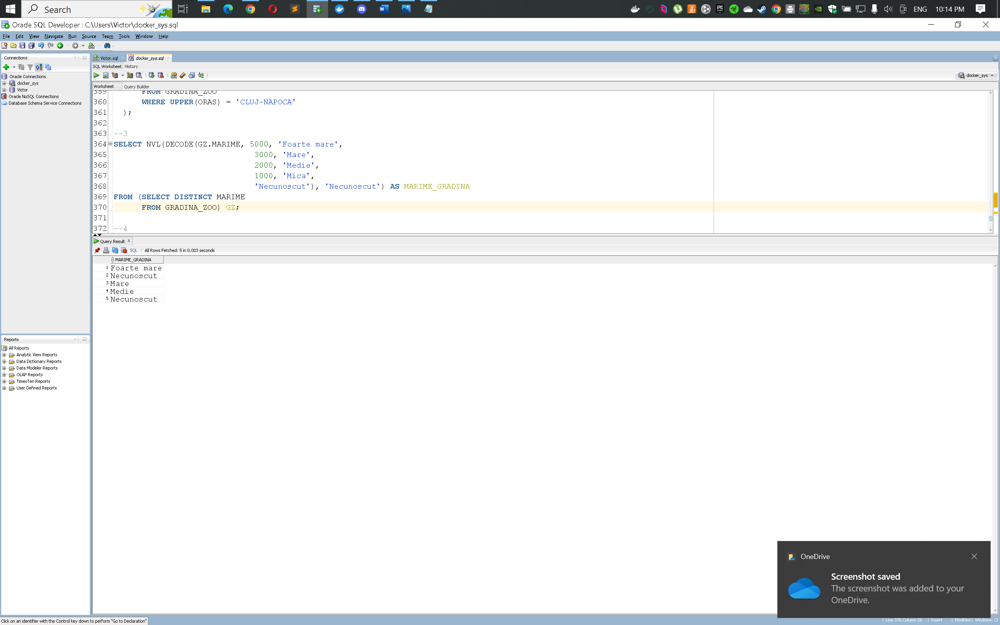 Search
ENG
10:14 PM
Oracle SQL Developer : C:\Users\Victor\docker_sys.sql
File Edit View Navigate Run Source Team Tools Window Help
Connections
Oracle Connections
docker_sys
Victor
Oracle NoSQL Connections
Database Schema Service Connections
Victor.sql
docker_sys.sql
SQL Worksheet History
docker_sys
Worksheet Query Builder
359 FROM GRADINA_ZOO
360 WHERE UPPER(ORAS) = 'CLUJ-NAPOCA'
361 );
362
363 --3
364 SELECT NVL(DECODE(GZ.MARIME, 5000, 'Foarte mare',
365 3000, 'Mare',
366 2000, 'Medie',
367 1000, 'Mica',
368 'Necunoscut'), 'Necunoscut') AS MARIME_GRADINA
369 FROM (SELECT DISTINCT MARIME
370 FROM GRADINA_ZOO) GZ;
371
372 --4
Query Result
SQL | All Rows Fetched: 5 in 0.003 seconds
MARIME_GRADINA
1 Foarte mare
2 Necunoscut
3 Mare
4 Medie
5 Necunoscut
Reports
All Reports
Analytic View Reports
Data Dictionary Reports
Data Modeler Reports
OLAP Reports
TimesTen Reports
User Defined Reports
OneDrive
Screenshot saved
The screenshot was added to your
OneDrive.
Click on an identifier with the Control key down to perform "Go to Declaration"
| Line 370 Column 28 | Insert | Modified | Windows: CF